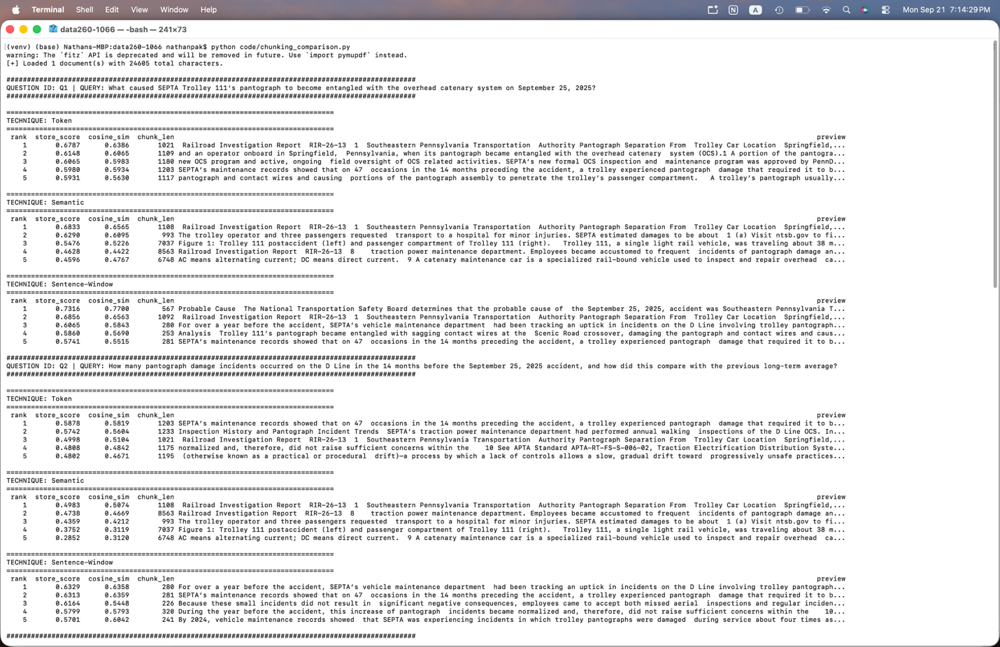 Terminal Shell Edit View Window Help
Mon Sep 21 7:14:29 PM
data260-1066 — -bash — 241×73
(venv) (base) Nathans-MBP:data260-1066 nathanpak$ python code/chunking_comparison.py
warning: The `fitz` API is deprecated and will be removed in future. Use `import pymupdf` instead.
[+] Loaded 1 document(s) with 24605 total characters.
####################################################################################################
QUESTION ID: Q1 | QUERY: What caused SEPTA Trolley 111's pantograph to become entangled with the overhead catenary system on September 25, 2025?
####################################################################################################
================================================================================
TECHNIQUE: Token
================================================================================
rank store_score cosine_sim chunk_len preview
1 0.6787 0.6386 1021 Railroad Investigation Report RIR-26-13 1 Southeastern Pennsylvania Transportation Authority Pantograph Separation From Trolley Car Location Springfield,...
2 0.6148 0.6065 1109 and an operator onboard in Springfield, Pennsylvania, when its pantograph became entangled with the overhead catenary system (OCS).1 A portion of the pantogra...
3 0.6065 0.5983 1180 new OCS program and active, ongoing field oversight of OCS related activities. SEPTA's new formal OCS inspection and maintenance program was approved by PennD...
4 0.5980 0.5934 1203 SEPTA's maintenance records showed that on 47 occasions in the 14 months preceding the accident, a trolley experienced pantograph damage that required it to b...
5 0.5931 0.5630 1117 pantograph and contact wires and causing portions of the pantograph assembly to penetrate the trolley's passenger compartment. A trolley's pantograph usually...
================================================================================
TECHNIQUE: Semantic
================================================================================
rank store_score cosine_sim chunk_len preview
1 0.6833 0.6565 1108 Railroad Investigation Report RIR-26-13 1 Southeastern Pennsylvania Transportation Authority Pantograph Separation From Trolley Car Location Springfield,...
2 0.6290 0.6095 993 The trolley operator and three passengers requested transport to a hospital for minor injuries. SEPTA estimated damages to be about 1 (a) Visit ntsb.gov to fi...
3 0.5476 0.5226 7037 Figure 1: Trolley 111 postaccident (left) and passenger compartment of Trolley 111 (right). Trolley 111, a single light rail vehicle, was traveling about 38 m...
4 0.4628 0.4422 8563 Railroad Investigation Report RIR-26-13 8 traction power maintenance department. Employees became accustomed to frequent incidents of pantograph damage an...
5 0.4596 0.4767 6748 AC means alternating current; DC means direct current. 9 A catenary maintenance car is a specialized rail-bound vehicle used to inspect and repair overhead ca...
================================================================================
TECHNIQUE: Sentence-Window
================================================================================
rank store_score cosine_sim chunk_len preview
1 0.7316 0.7700 567 Probable Cause The National Transportation Safety Board determines that the probable cause of the September 25, 2025, accident was Southeastern Pennsylvania T...
2 0.6856 0.6563 1092 Railroad Investigation Report RIR-26-13 1 Southeastern Pennsylvania Transportation Authority Pantograph Separation From Trolley Car Location Springfield,...
3 0.6065 0.5843 280 For over a year before the accident, SEPTA's vehicle maintenance department had been tracking an uptick in incidents on the D Line involving trolley pantograph...
4 0.5860 0.5690 253 Analysis Trolley 111's pantograph became entangled with sagging contact wires at the Scenic Road crossover, damaging the pantograph and contact wires and caus...
5 0.5741 0.5515 281 SEPTA's maintenance records showed that on 47 occasions in the 14 months preceding the accident, a trolley experienced pantograph damage that required it to b...
####################################################################################################
QUESTION ID: Q2 | QUERY: How many pantograph damage incidents occurred on the D Line in the 14 months before the September 25, 2025 accident, and how did this compare with the previous long-term average?
####################################################################################################
================================================================================
TECHNIQUE: Token
================================================================================
rank store_score cosine_sim chunk_len preview
1 0.5878 0.5819 1203 SEPTA's maintenance records showed that on 47 occasions in the 14 months preceding the accident, a trolley experienced pantograph damage that required it to b...
2 0.5742 0.5604 1233 Inspection History and Pantograph Incident Trends SEPTA's traction power maintenance department had performed annual walking inspections of the D Line OCS. In...
3 0.4998 0.5104 1021 Railroad Investigation Report RIR-26-13 1 Southeastern Pennsylvania Transportation Authority Pantograph Separation From Trolley Car Location Springfield,...
4 0.4808 0.4842 1175 normalized and, therefore, did not raise sufficient concerns within the 10 See APTA Standard APTA-RT-FS-S-006-02, Traction Electrification Distribution Syste...
5 0.4802 0.4671 1195 (otherwise known as a practical or procedural drift)—a process by which a lack of controls allows a slow, gradual drift toward progressively unsafe practices...
================================================================================
TECHNIQUE: Semantic
================================================================================
rank store_score cosine_sim chunk_len preview
1 0.4983 0.5074 1108 Railroad Investigation Report RIR-26-13 1 Southeastern Pennsylvania Transportation Authority Pantograph Separation From Trolley Car Location Springfield,...
2 0.4738 0.4669 8563 Railroad Investigation Report RIR-26-13 8 traction power maintenance department. Employees became accustomed to frequent incidents of pantograph damage an...
3 0.4359 0.4212 993 The trolley operator and three passengers requested transport to a hospital for minor injuries. SEPTA estimated damages to be about 1 (a) Visit ntsb.gov to fi...
4 0.3752 0.3119 7037 Figure 1: Trolley 111 postaccident (left) and passenger compartment of Trolley 111 (right). Trolley 111, a single light rail vehicle, was traveling about 38 m...
5 0.2852 0.3120 6748 AC means alternating current; DC means direct current. 9 A catenary maintenance car is a specialized rail-bound vehicle used to inspect and repair overhead ca...
================================================================================
TECHNIQUE: Sentence-Window
================================================================================
rank store_score cosine_sim chunk_len preview
1 0.6329 0.6358 280 For over a year before the accident, SEPTA's vehicle maintenance department had been tracking an uptick in incidents on the D Line involving trolley pantograph...
2 0.6313 0.6359 281 SEPTA's maintenance records showed that on 47 occasions in the 14 months preceding the accident, a trolley experienced pantograph damage that required it to b...
3 0.6164 0.5448 226 Because these small incidents did not result in significant negative consequences, employees came to accept both missed aerial inspections and regular inciden...
4 0.5799 0.5793 320 During the year before the accident, this increase of pantograph incidents became normalized and, therefore, did not raise sufficient concerns within the 10...
5 0.5701 0.6042 241 By 2024, vehicle maintenance records showed that SEPTA was experiencing incidents in which trolley pantographs were damaged during service about four times as...
####################################################################################################